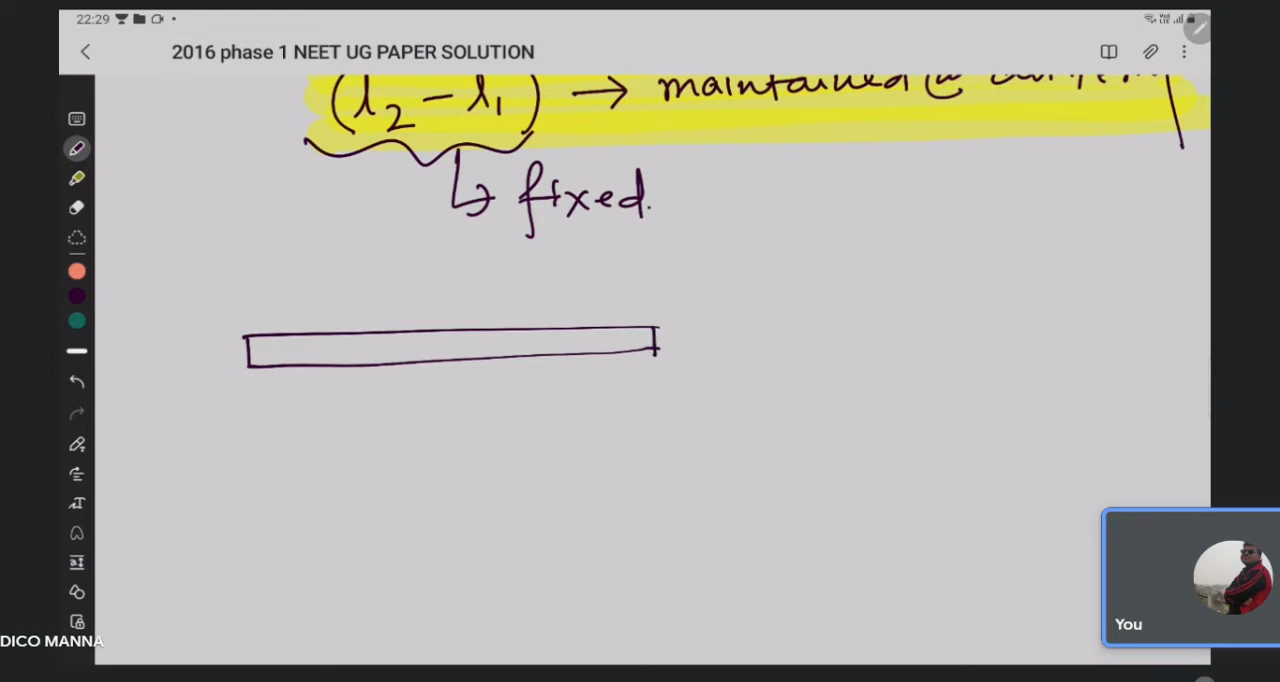 22:29
2016 phase 1 NEET UG PAPER SOLUTION
(l₂ - l₁) → maintained @
↳ fixed.
You
DICO MANNA